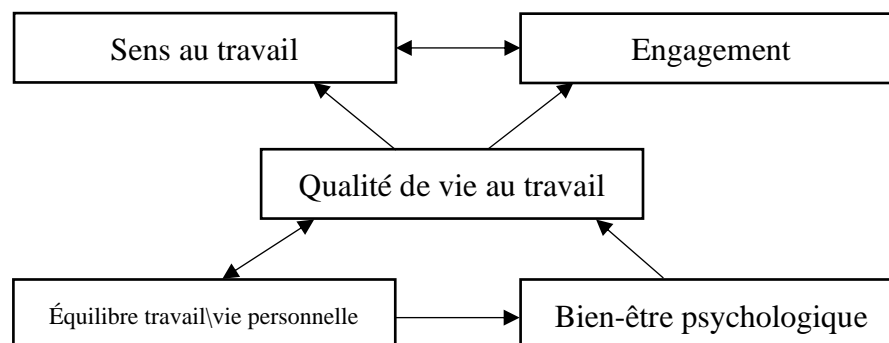 Sens au travail
Engagement
Qualité de vie au travail
Équilibre travail\vie personnelle
Bien-être psychologique